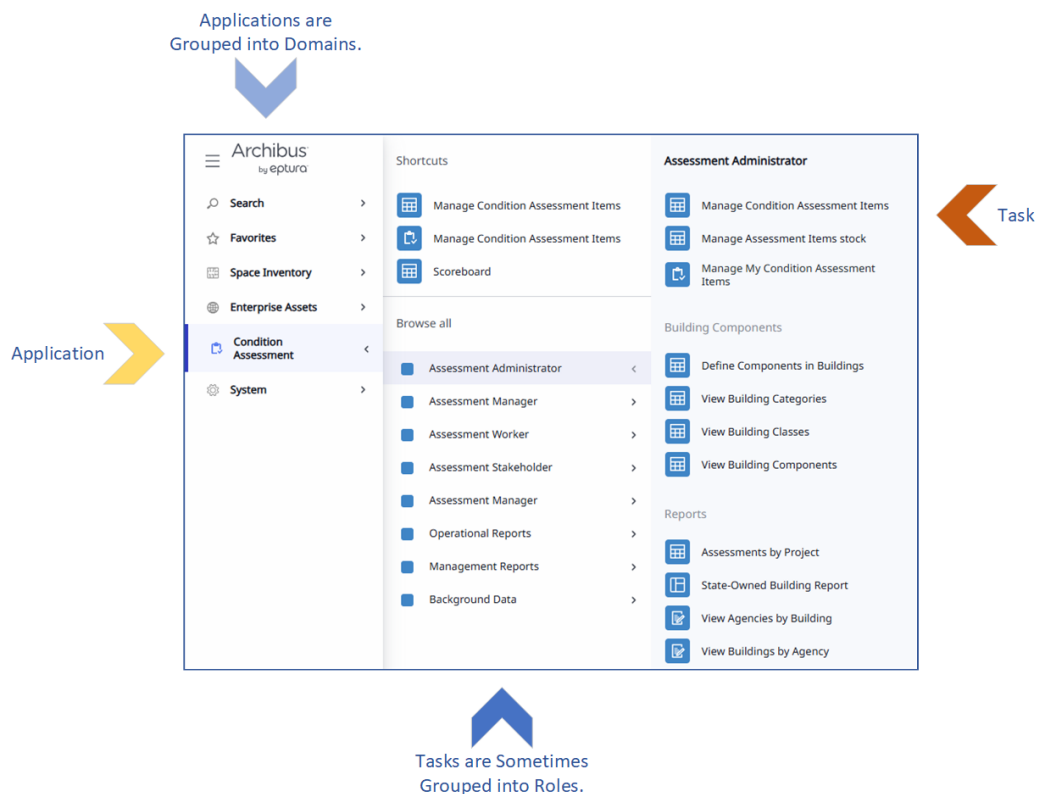 Applications are
Grouped into Domains.
Archibus
by eptura
Search
Favorites
Space Inventory
Enterprise Assets
Condition
Assessment
System
Application
Shortcuts
Manage Condition Assessment Items
Manage Condition Assessment Items
Scoreboard
Browse all
Assessment Administrator
Assessment Manager
Assessment Worker
Assessment Stakeholder
Assessment Manager
Operational Reports
Management Reports
Background Data
Assessment Administrator
Manage Condition Assessment Items
Manage Assessment Items stock
Manage My Condition Assessment
Items
Building Components
Define Components in Buildings
View Building Categories
View Building Classes
View Building Components
Reports
Assessments by Project
State-Owned Building Report
View Agencies by Building
View Buildings by Agency
Task
Tasks are Sometimes
Grouped into Roles.